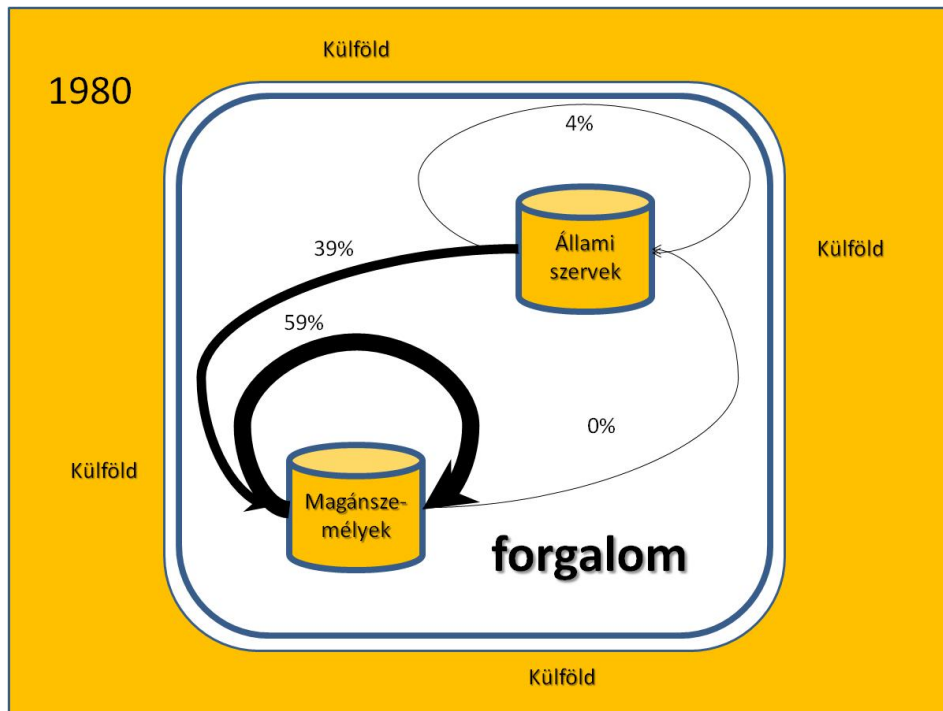 Külföld
1980
4%
Állami
szervek
39%
Külföld
59%
0%
Külföld
Magánsze-
mélyek
forgalom
Külföld